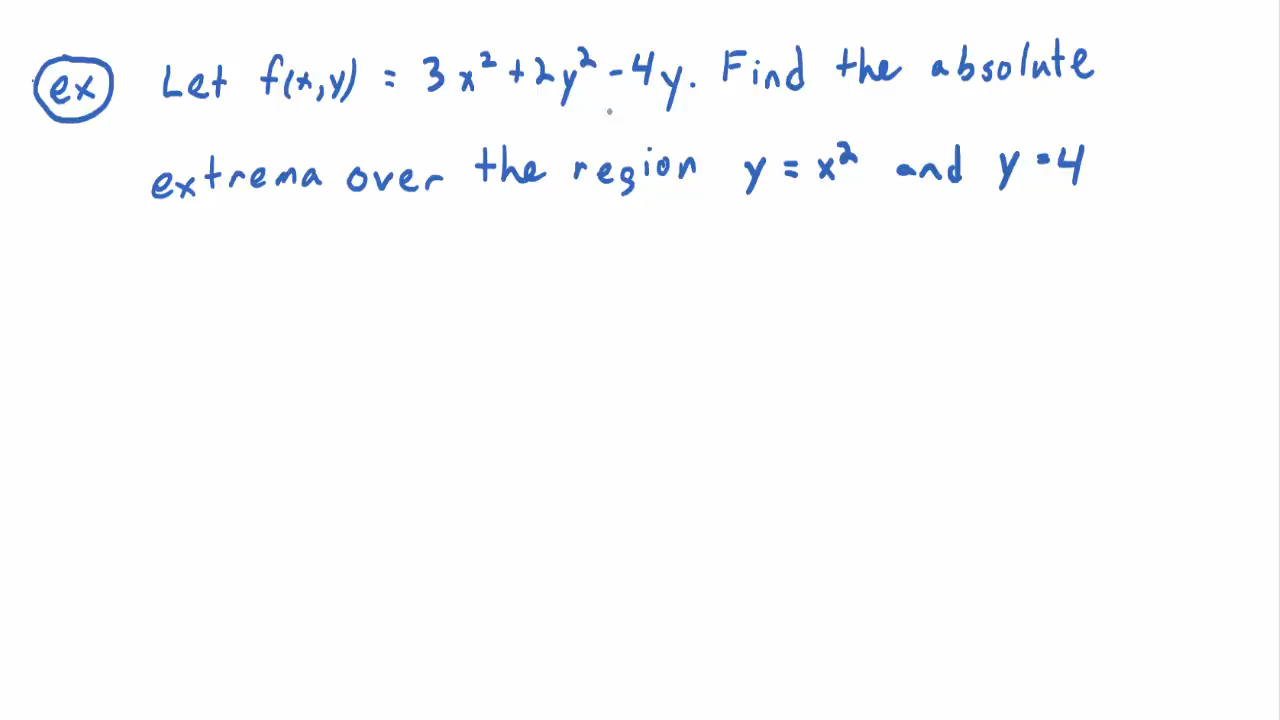 ex Let f(x,y) = 3x² + 2y² - 4y. Find the absolute
extrema over the region y = x² and y = 4